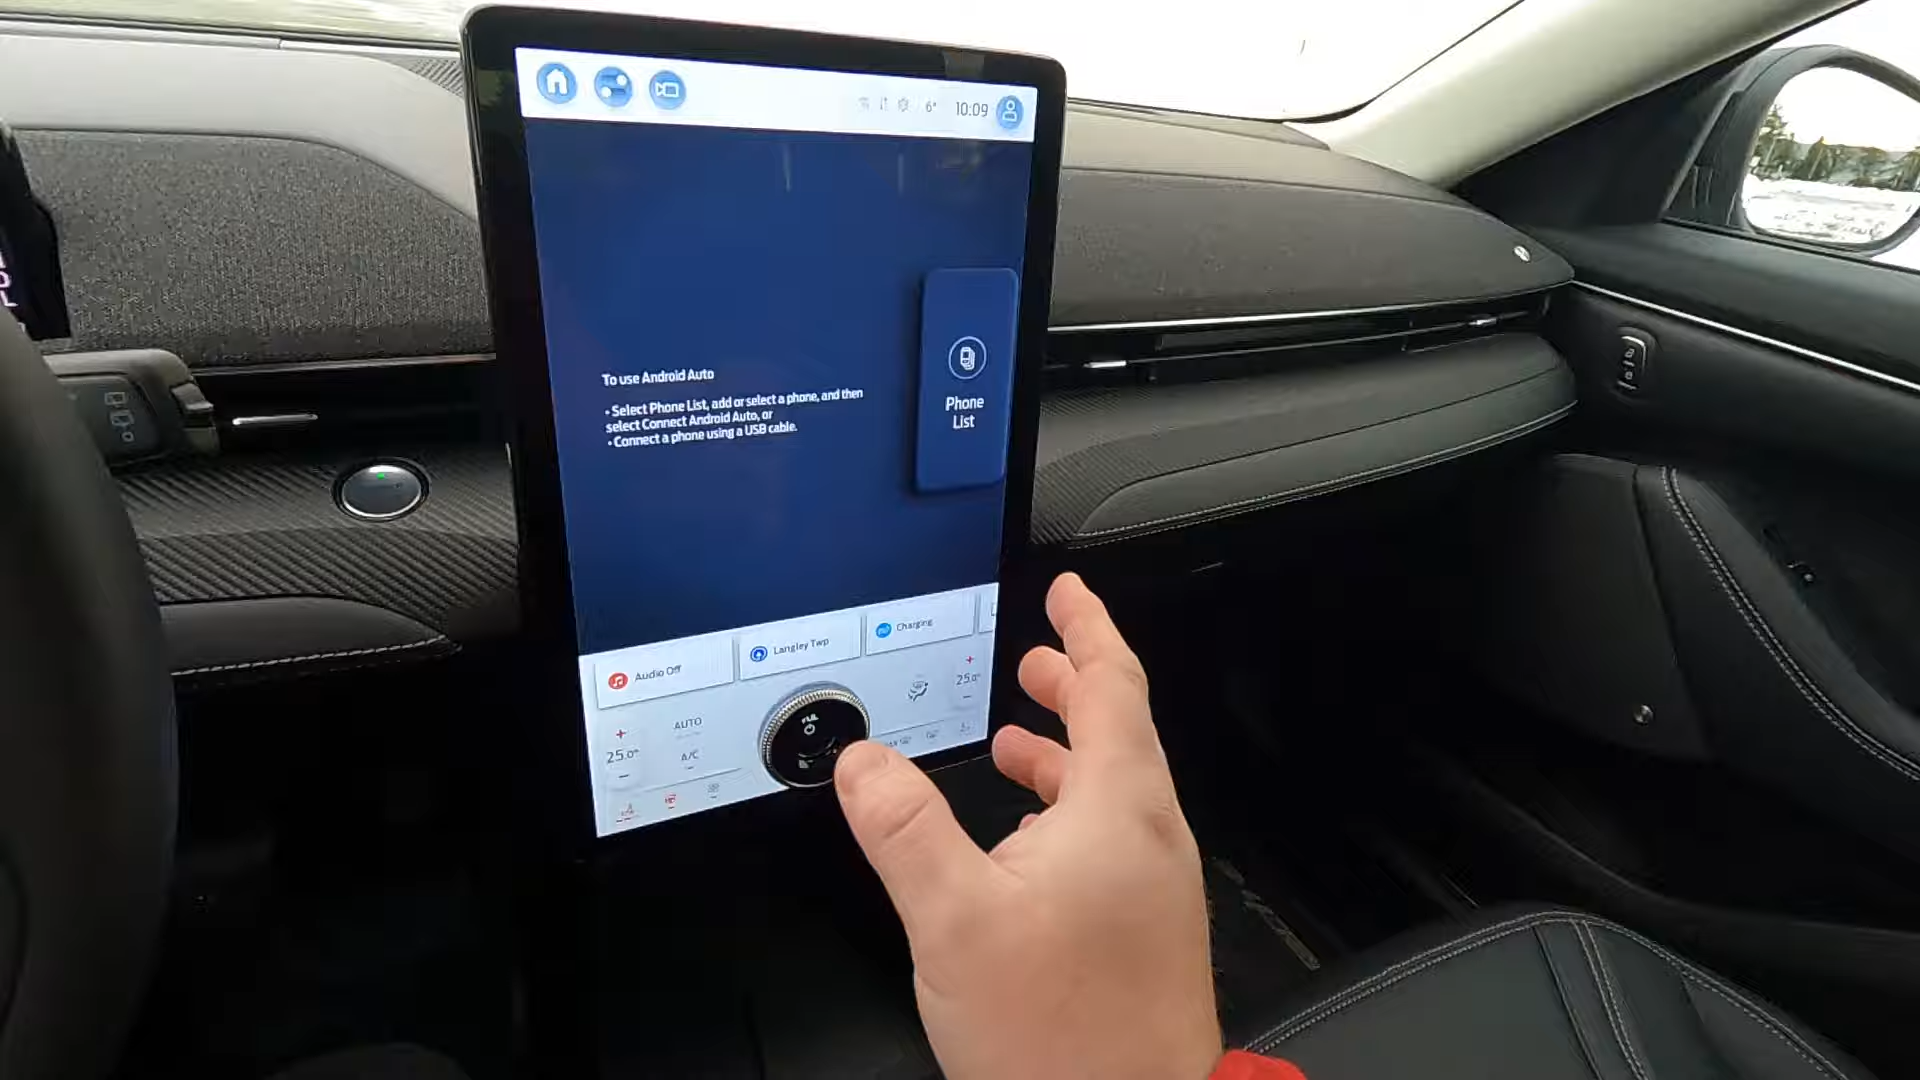 6°
10:09
To use Android Auto
• Select Phone List, add or select a phone, and then
select Connect Android Auto, or
• Connect a phone using a USB cable.
Phone
List
Audio Off
Langley Twp
Charging
+
25.0°
−
AUTO
A/C
VOL
+
25.0°
−